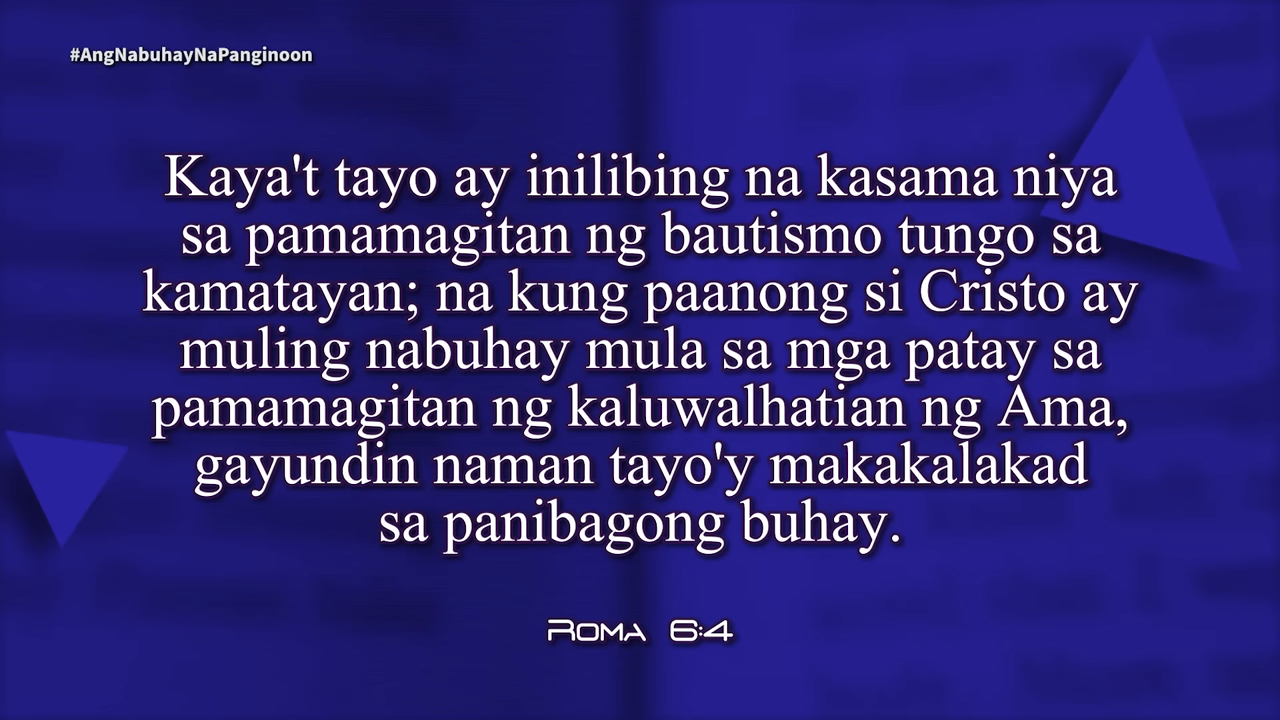 #AngNabuhayNaPanginoon
Kaya't tayo ay inilibing na kasama niya
sa pamamagitan ng bautismo tungo sa
kamatayan; na kung paanong si Cristo ay
muling nabuhay mula sa mga patay sa
pamamagitan ng kaluwalhatian ng Ama,
gayundin naman tayo'y makakalakad
sa panibagong buhay.
Roma 6:4